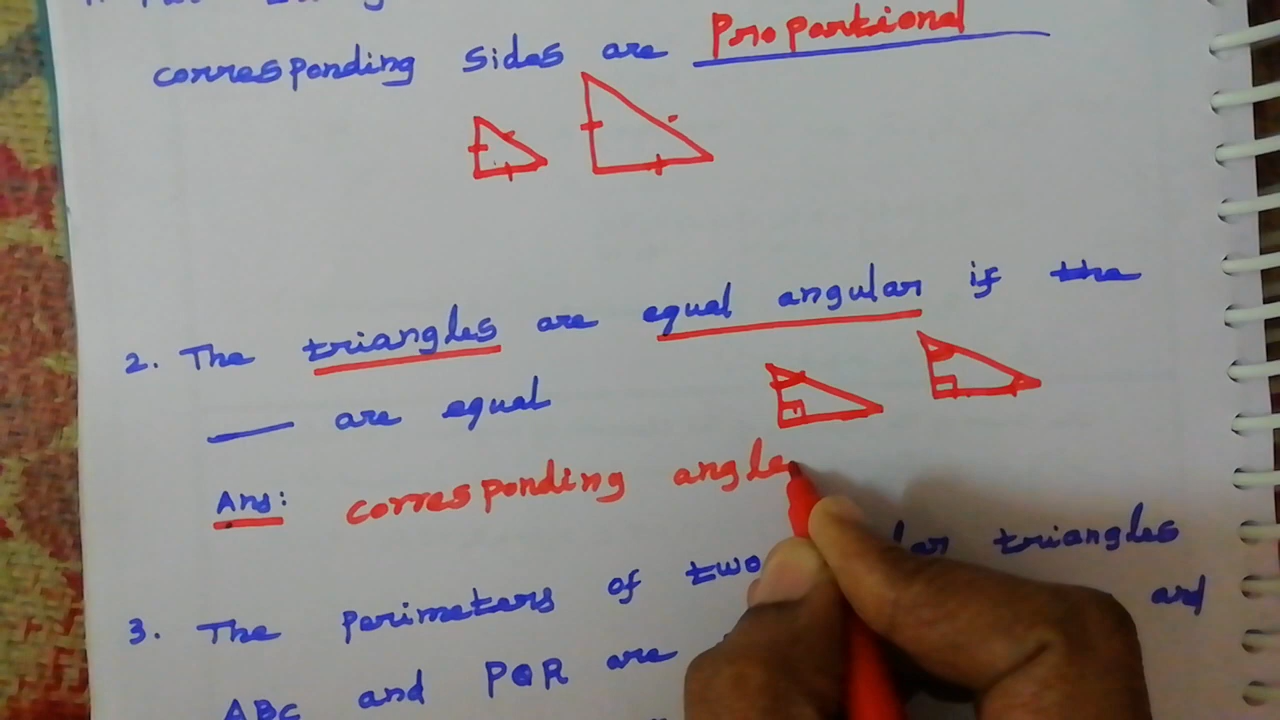 corresponding sides are Proportional
2. The triangles are equal angular if the
___ are equal
Ans: corresponding angle
3. The perimeters of two triangles
ABC and PQR are and